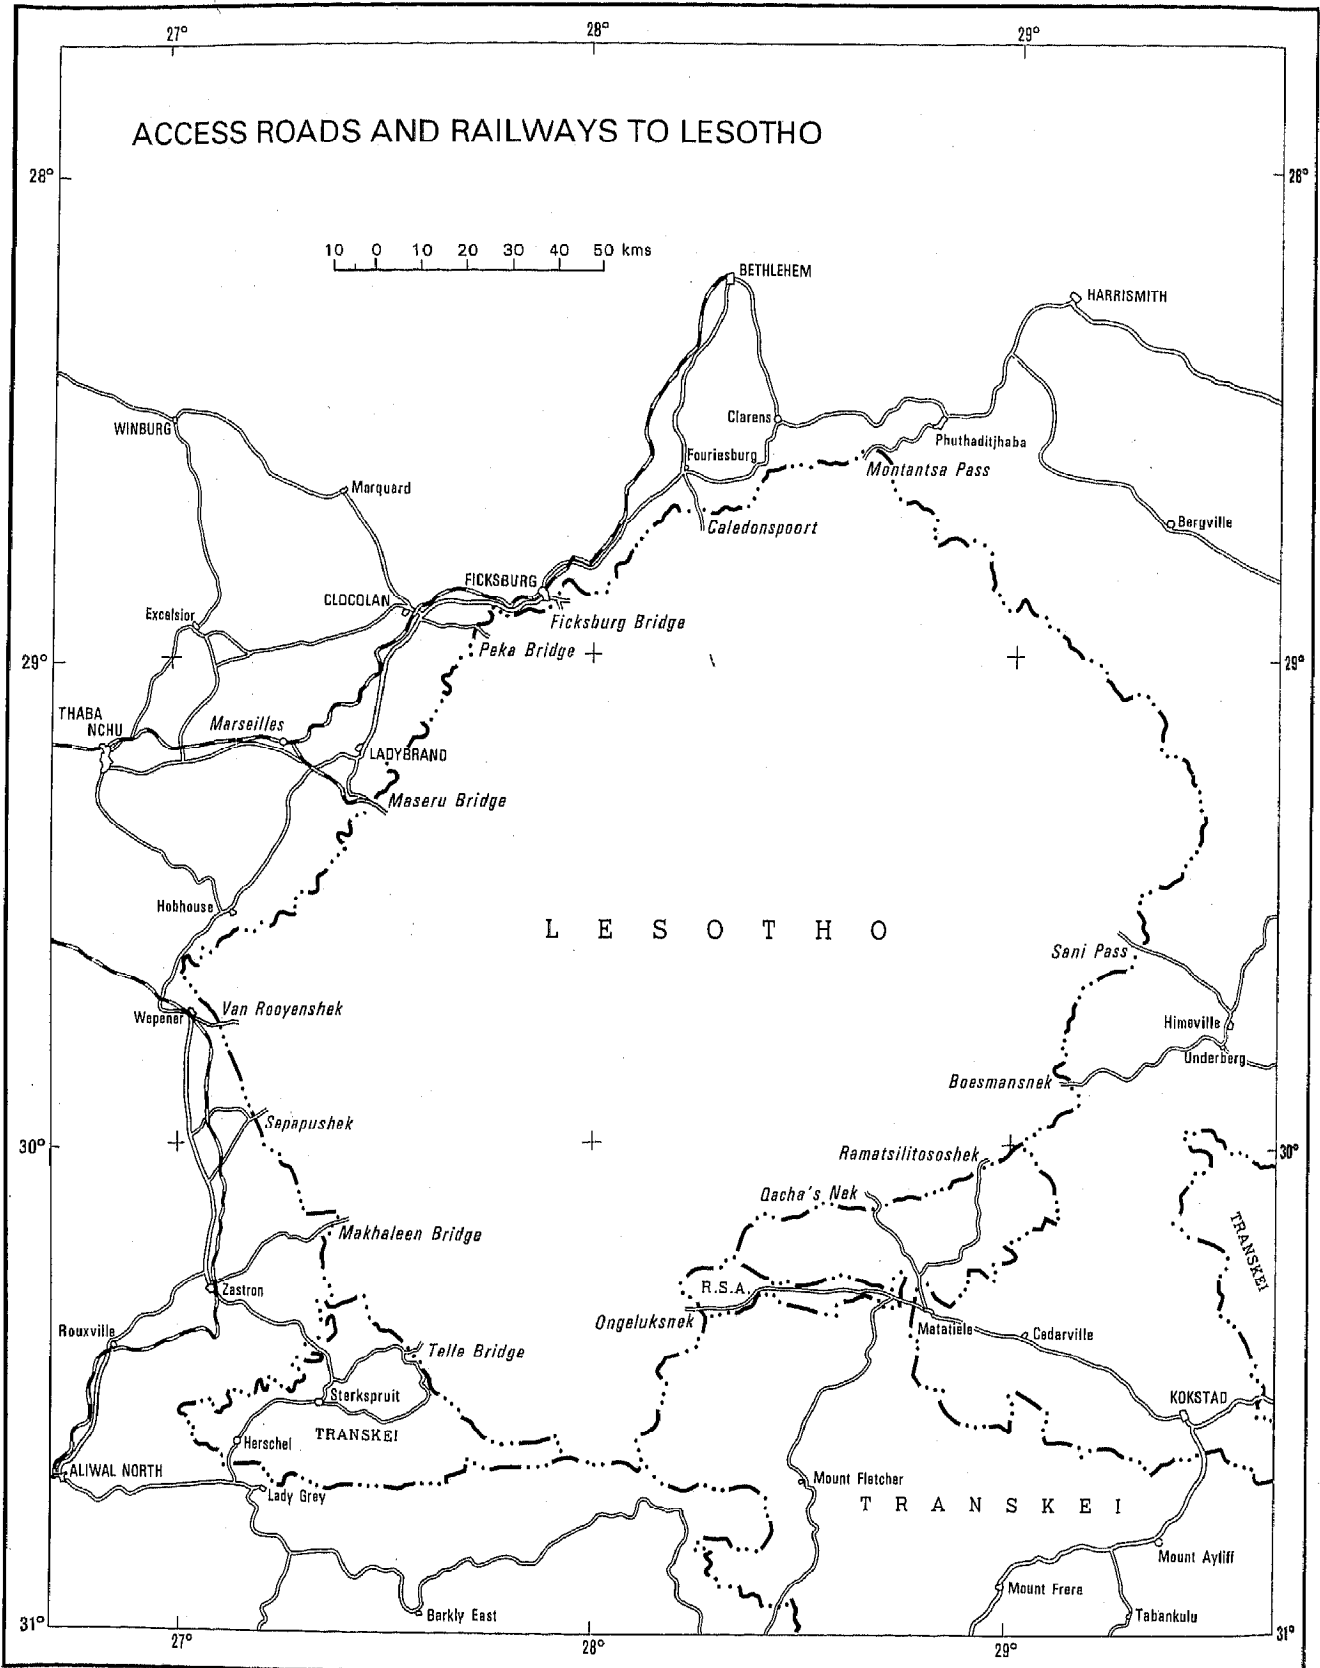 27°
28°
29°
ACCESS ROADS AND RAILWAYS TO LESOTHO
28°
28°
10 0 10 20 30 40 50 kms
BETHLEHEM
HARRISMITH
WINBURG
Clarens
Phuthaditjhaba
Fouriesburg
Montantsa Pass
Marquard
Caledonspoort
Bergville
FICKSBURG
CLOCOLAN
Excelsior
Ficksburg Bridge
Peka Bridge
29°
29°
THABA
NCHU
Marseilles
LADYBRAND
Maseru Bridge
Hobhouse
LESOTHO
Sani Pass
Van Rooyenshek
Wepener
Himeville
Underberg
Boesmansnek
Sepapushek
30°
30°
Ramatsilitososhek
Qacha's Nek
TRANSKEI
Makhaleen Bridge
Zastron
R.S.A.
Ongeluksnek
Rouxville
Matatiele
Cedarville
Telle Bridge
Sterkspruit
KOKSTAD
TRANSKEI
Herschel
ALIWAL NORTH
Lady Grey
Mount Fletcher
TRANSKEI
Mount Ayliff
Mount Frere
Barkly East
Tabankulu
31°
31°
27°
28°
29°